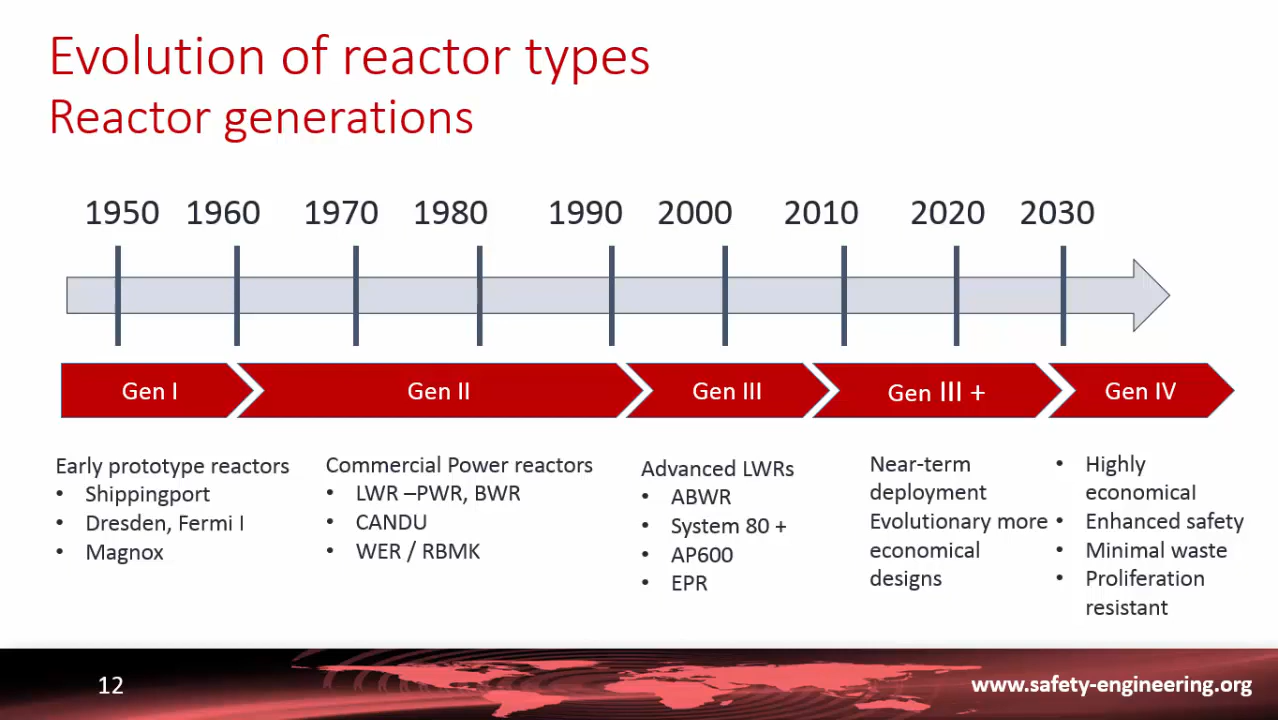 Evolution of reactor types
Reactor generations
1950 1960 1970 1980 1990 2000 2010 2020 2030
Gen I
Gen II
Gen III
Gen III +
Gen IV
Early prototype reactors
• Shippingport
• Dresden, Fermi I
• Magnox
Commercial Power reactors
• LWR –PWR, BWR
• CANDU
• WER / RBMK
Advanced LWRs
• ABWR
• System 80 +
• AP600
• EPR
Near-term
deployment
Evolutionary more
economical
designs
• Highly
economical
• Enhanced safety
• Minimal waste
• Proliferation
resistant
12
www.safety-engineering.org